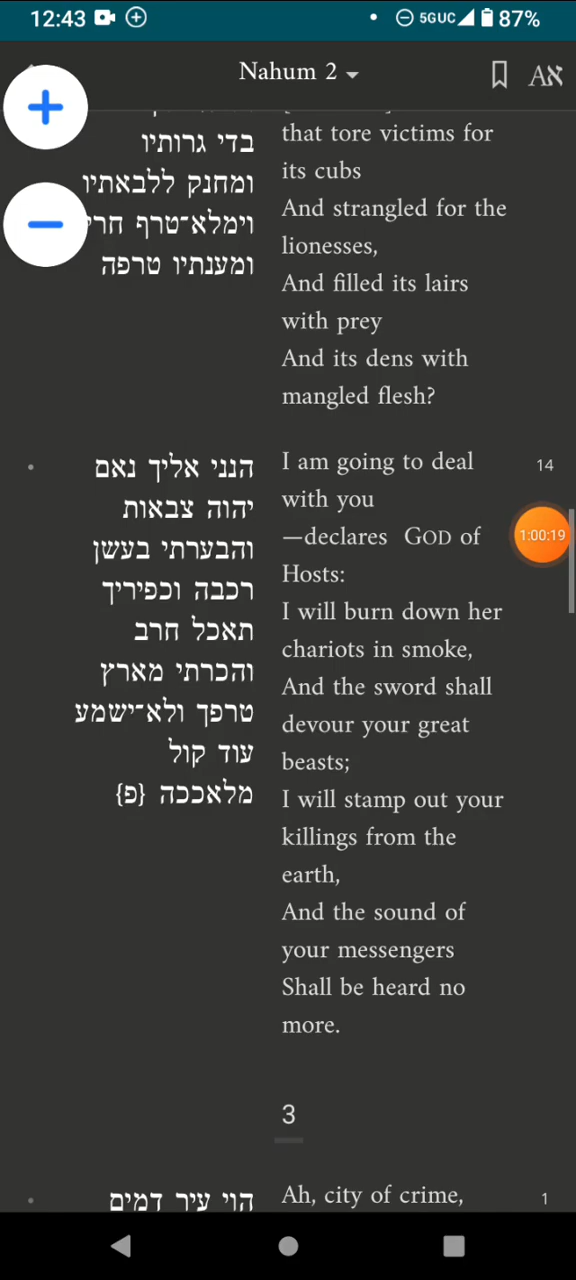 12:43
5GUC 87%
Nahum 2
אA
בדי גרותיו
ומחנק ללבאתיו
וימלא־טרף חרי
ומענתיו טרפה
that tore victims for
its cubs
And strangled for the
lionesses,
And filled its lairs
with prey
And its dens with
mangled flesh?
הנני אליך נאם
יהוה צבאות
והבערתי בעשן
רכבה וכפיריך
תאכל חרב
והכרתי מארץ
טרפך ולא־ישמע
עוד קול
מלאככה {פ}
I am going to deal
with you
—declares GOD of
Hosts:
I will burn down her
chariots in smoke,
And the sword shall
devour your great
beasts;
I will stamp out your
killings from the
earth,
And the sound of
your messengers
Shall be heard no
more.
14
1:00:19
3
הוי עיר דמים
Ah, city of crime,
1